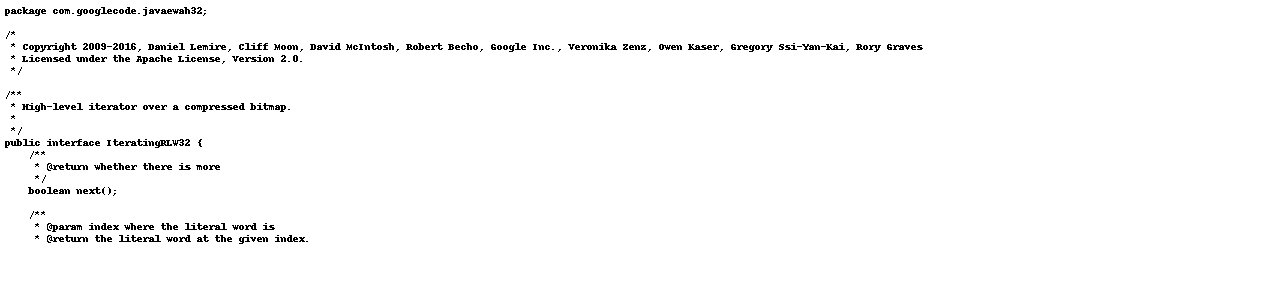 package com.googlecode.javaewah32;

/*
 * Copyright 2009-2016, Daniel Lemire, Cliff Moon, David McIntosh, Robert Becho, Google Inc., Veronika Zenz, Owen Kaser, Gregory Ssi-Yan-Kai, Rory Graves
 * Licensed under the Apache License, Version 2.0.
 */

/**
 * High-level iterator over a compressed bitmap.
 *
 */
public interface IteratingRLW32 {
    /**
     * @return whether there is more
     */
    boolean next();

    /**
     * @param index where the literal word is
     * @return the literal word at the given index.